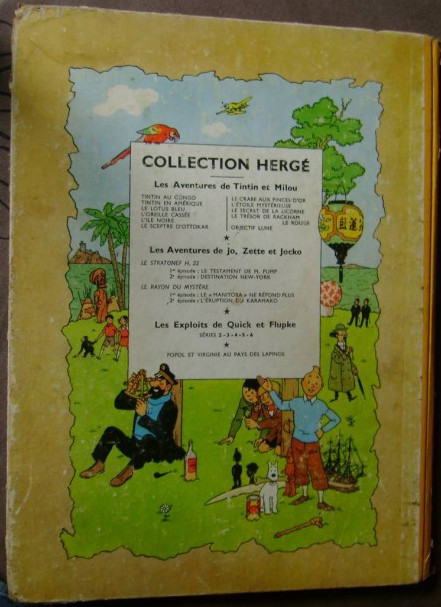 COLLECTION HERGÉ
Les Aventures de Tintin et Milou
TINTIN AU CONGO
TINTIN EN AMÉRIQUE
LE LOTUS BLEU
L'OREILLE CASSÉE
L'ILE NOIRE
LE SCEPTRE D'OTTOKAR
LE CRABE AUX PINCES D'OR
L'ÉTOILE MYSTÉRIEUSE
LE SECRET DE LA LICORNE
LE TRÉSOR DE RACKHAM
LE ROUGE
OBJECTIF LUNE
Les Aventures de Jo, Zette et Jocko
LE STRATONEF H. 22
1er épisode : LE TESTAMENT DE M. PUMP
2e épisode : DESTINATION NEW-YORK
LE RAYON DU MYSTÈRE
1er épisode : LE « MANITOBA » NE RÉPOND PLUS
2e épisode : L'ÉRUPTION DU KARAMAKO
Les Exploits de Quick et Flupke
SÉRIES 2-3-4-5-6
POPOL ET VIRGINIE AU PAYS DES LAPINOS